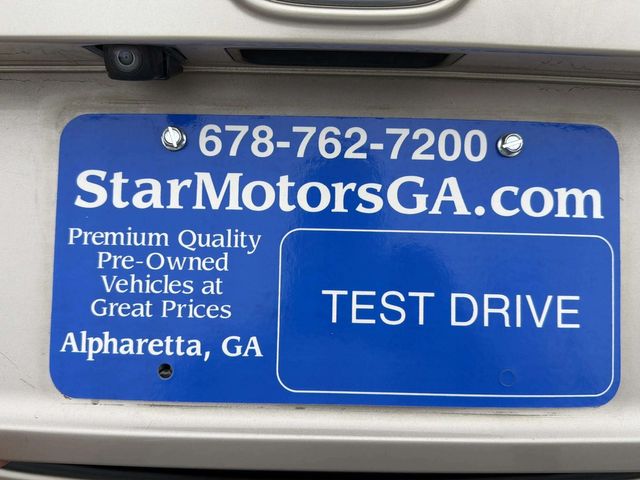 678-762-7200
StarMotorsGA.com
Premium Quality
Pre-Owned
Vehicles at
Great Prices
Alpharetta, GA
TEST DRIVE